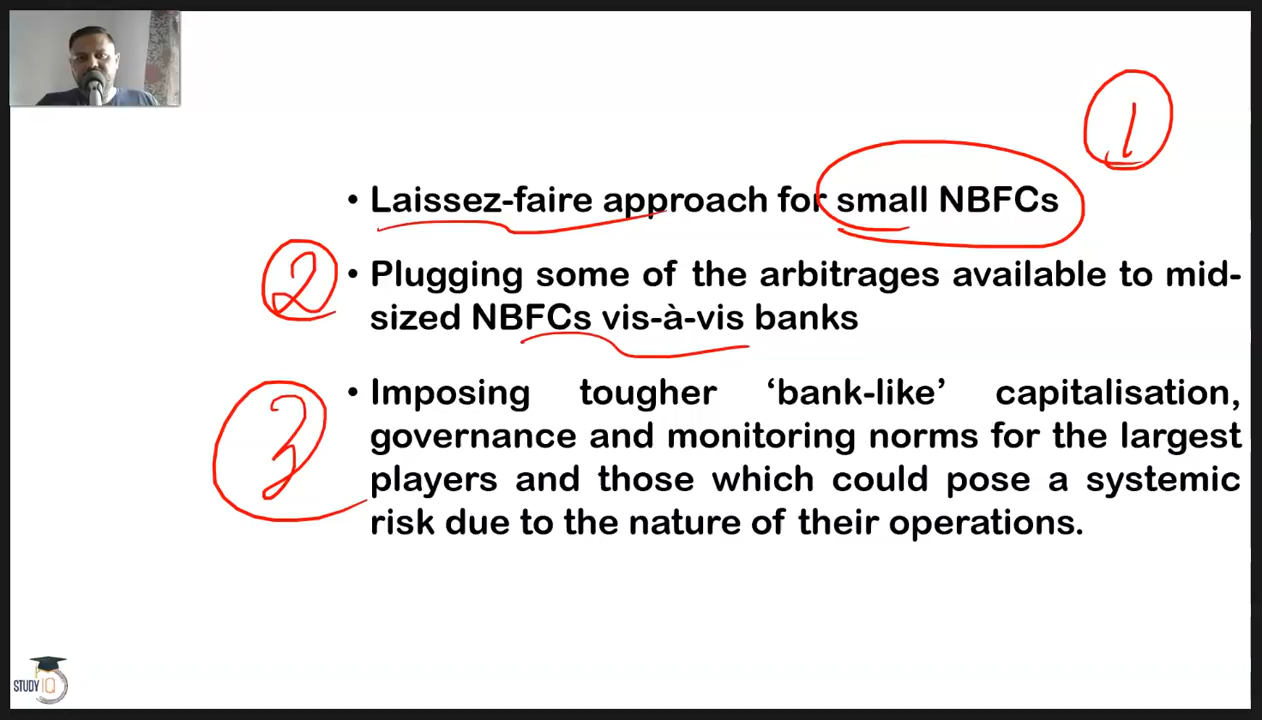 1
• Laissez-faire approach for small NBFCs
2
• Plugging some of the arbitrages available to mid-
sized NBFCs vis-à-vis banks
3
• Imposing tougher ‘bank-like’ capitalisation,
governance and monitoring norms for the largest
players and those which could pose a systemic
risk due to the nature of their operations.
STUDY IQ